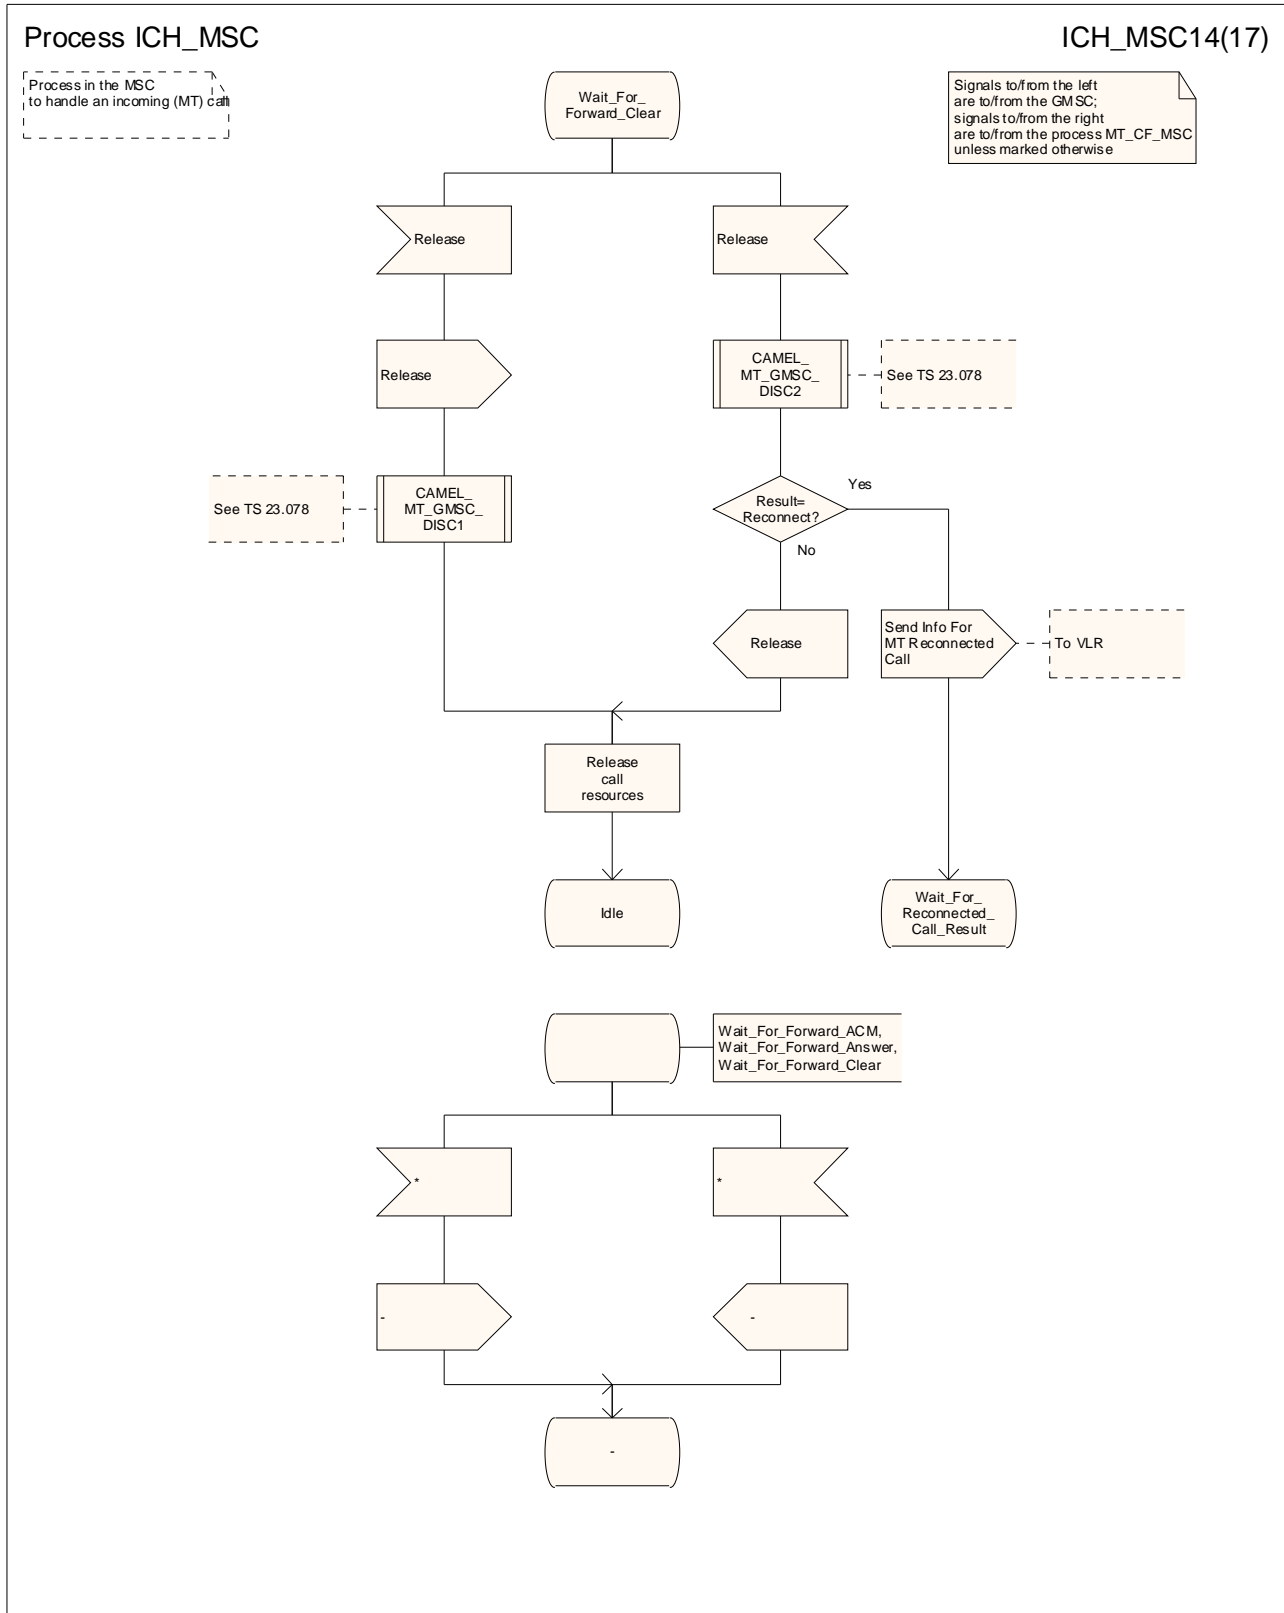 Process ICH_MSC
ICH_MSC14(17)
Process in the MSC
to handle an incoming (MT) call
Wait_For_
Forward_Clear
Signals to/from the left
are to/from the GMSC;
signals to/from the right
are to/from the process MT_CF_MSC
unless marked otherwise
Release
Release
Release
CAMEL_
MT_GMSC_
DISC2
See TS 23.078
See TS 23.078
CAMEL_
MT_GMSC_
DISC1
Result=
Reconnect?
Yes
No
Release
Send Info For
MT Reconnected
Call
To VLR
Release
call
resources
Idle
Wait_For_
Reconnected_
Call_Result
Wait_For_Forward_ACM,
Wait_For_Forward_Answer,
Wait_For_Forward_Clear
*
*
-
-
-